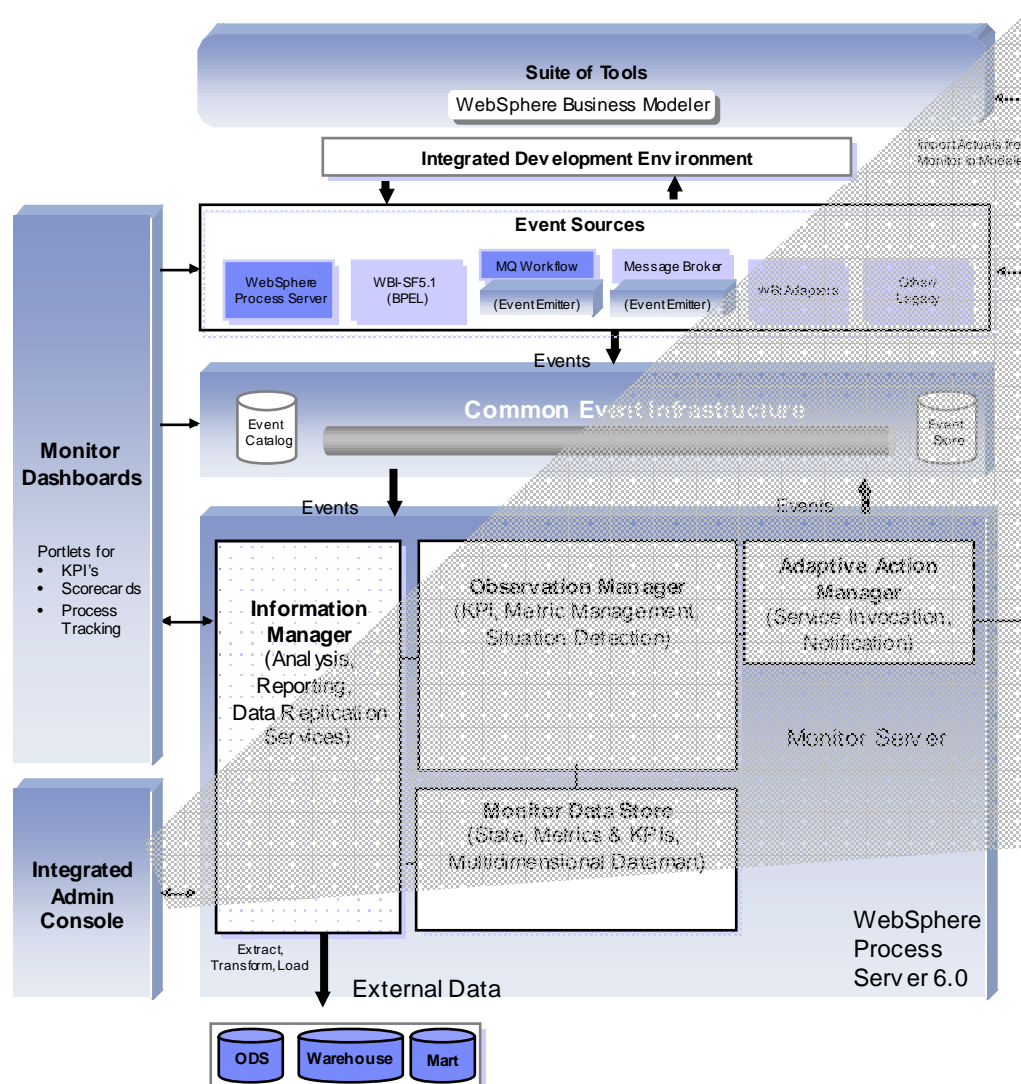 Suite of Tools
WebSphere Business Modeler
Import Actuals from
Monitor to Modeler
Integrated Development Environment
Event Sources
WebSphere
Process Server
WBI-SF5.1
(BPEL)
MQ Workflow
(Event Emitter)
Message Broker
(Event Emitter)
WBI Adapters
Other/
Legacy
Events
Common Event Infrastructure
Event
Catalog
Event
Store
Monitor
Dashboards
Portlets for
• KPI's
• Scorecards
• Process
Tracking
Events
Events
Information
Manager
(Analysis,
Reporting,
Data Replication
Services)
Observation Manager
(KPI, Metric Management,
Situation Detection)
Adaptive Action
Manager
(Service Invocation,
Notification)
Monitor Server
Monitor Data Store
(State, Metrics & KPIs,
Multidimensional Datamart)
Integrated
Admin
Console
WebSphere
Process
Server 6.0
Extract,
Transform, Load
External Data
ODS
Warehouse
Mart